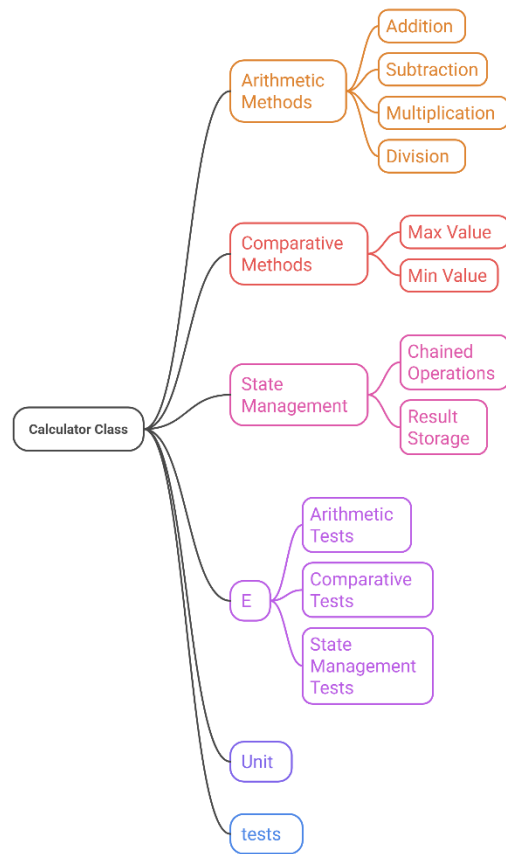 Addition
Subtraction
Arithmetic
Methods
Multiplication
Division
Max Value
Comparative
Methods
Min Value
Chained
Operations
State
Management
Result
Storage
Calculator Class
Arithmetic
Tests
E
Comparative
Tests
State
Management
Tests
Unit
tests